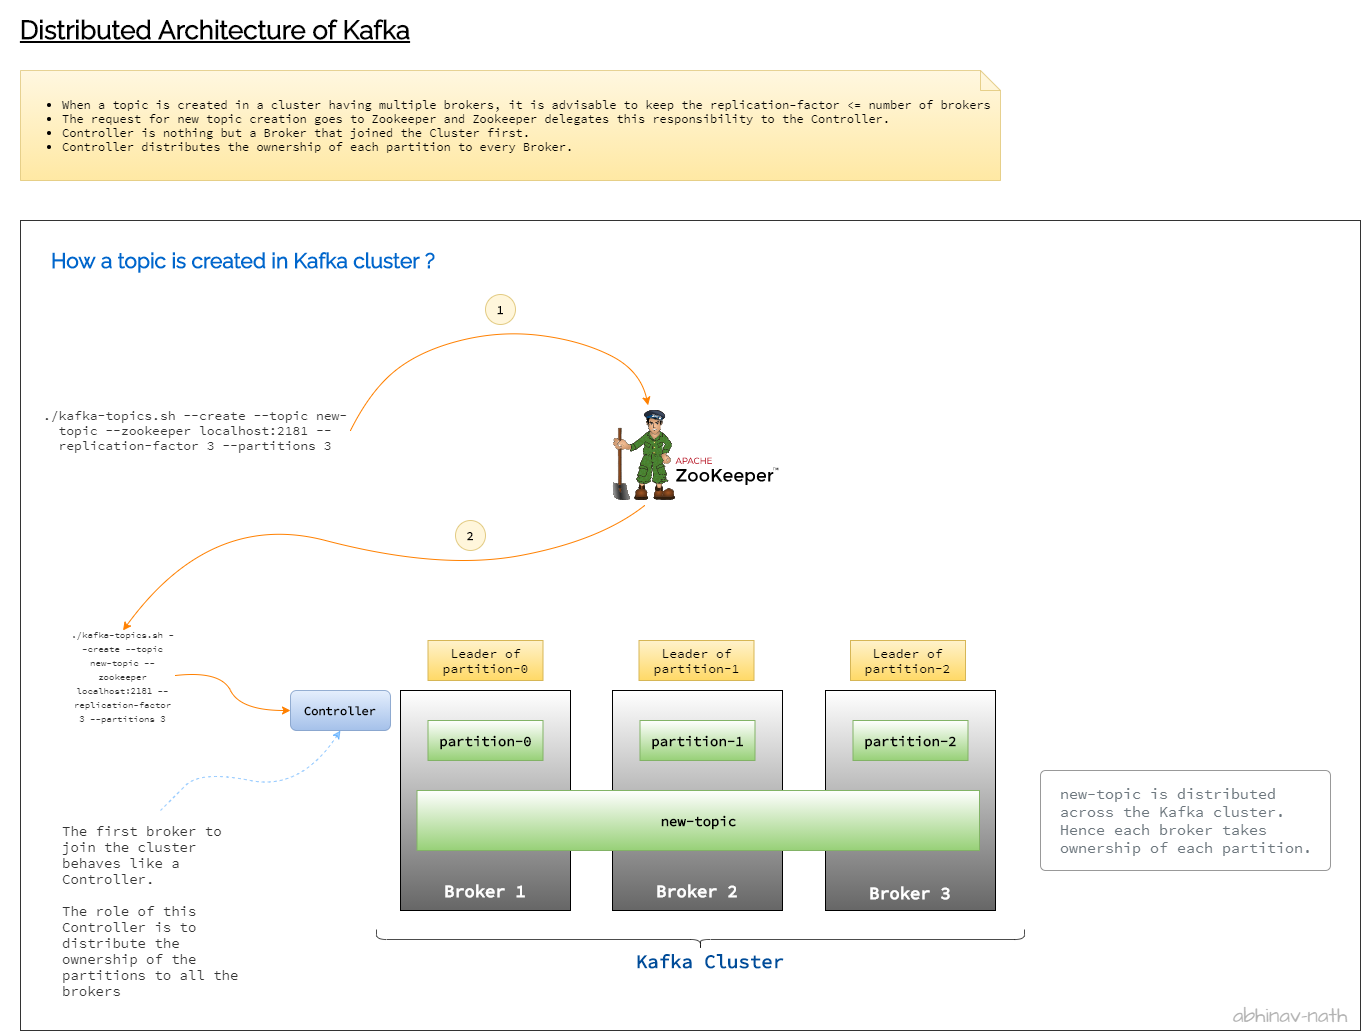 Distributed Architecture of Kafka
• When a topic is created in a cluster having multiple brokers, it is advisable to keep the replication-factor <= number of brokers
• The request for new topic creation goes to Zookeeper and Zookeeper delegates this responsibility to the Controller.
• Controller is nothing but a Broker that joined the Cluster first.
• Controller distributes the ownership of each partition to every Broker.
How a topic is created in Kafka cluster ?
1
./kafka-topics.sh --create --topic new-
topic --zookeeper localhost:2181 --
replication-factor 3 --partitions 3
APACHE
ZooKeeper™
2
./kafka-topics.sh -
-create --topic
new-topic --
zookeeper
localhost:2181 --
replication-factor
3 --partitions 3
Controller
Leader of
partition-0
Leader of
partition-1
Leader of
partition-2
partition-0
partition-1
partition-2
new-topic
Broker 1
Broker 2
Broker 3
new-topic is distributed
across the Kafka cluster.
Hence each broker takes
ownership of each partition.
The first broker to
join the cluster
behaves like a
Controller.
The role of this
Controller is to
distribute the
ownership of the
partitions to all the
brokers
Kafka Cluster
abhinav-nath